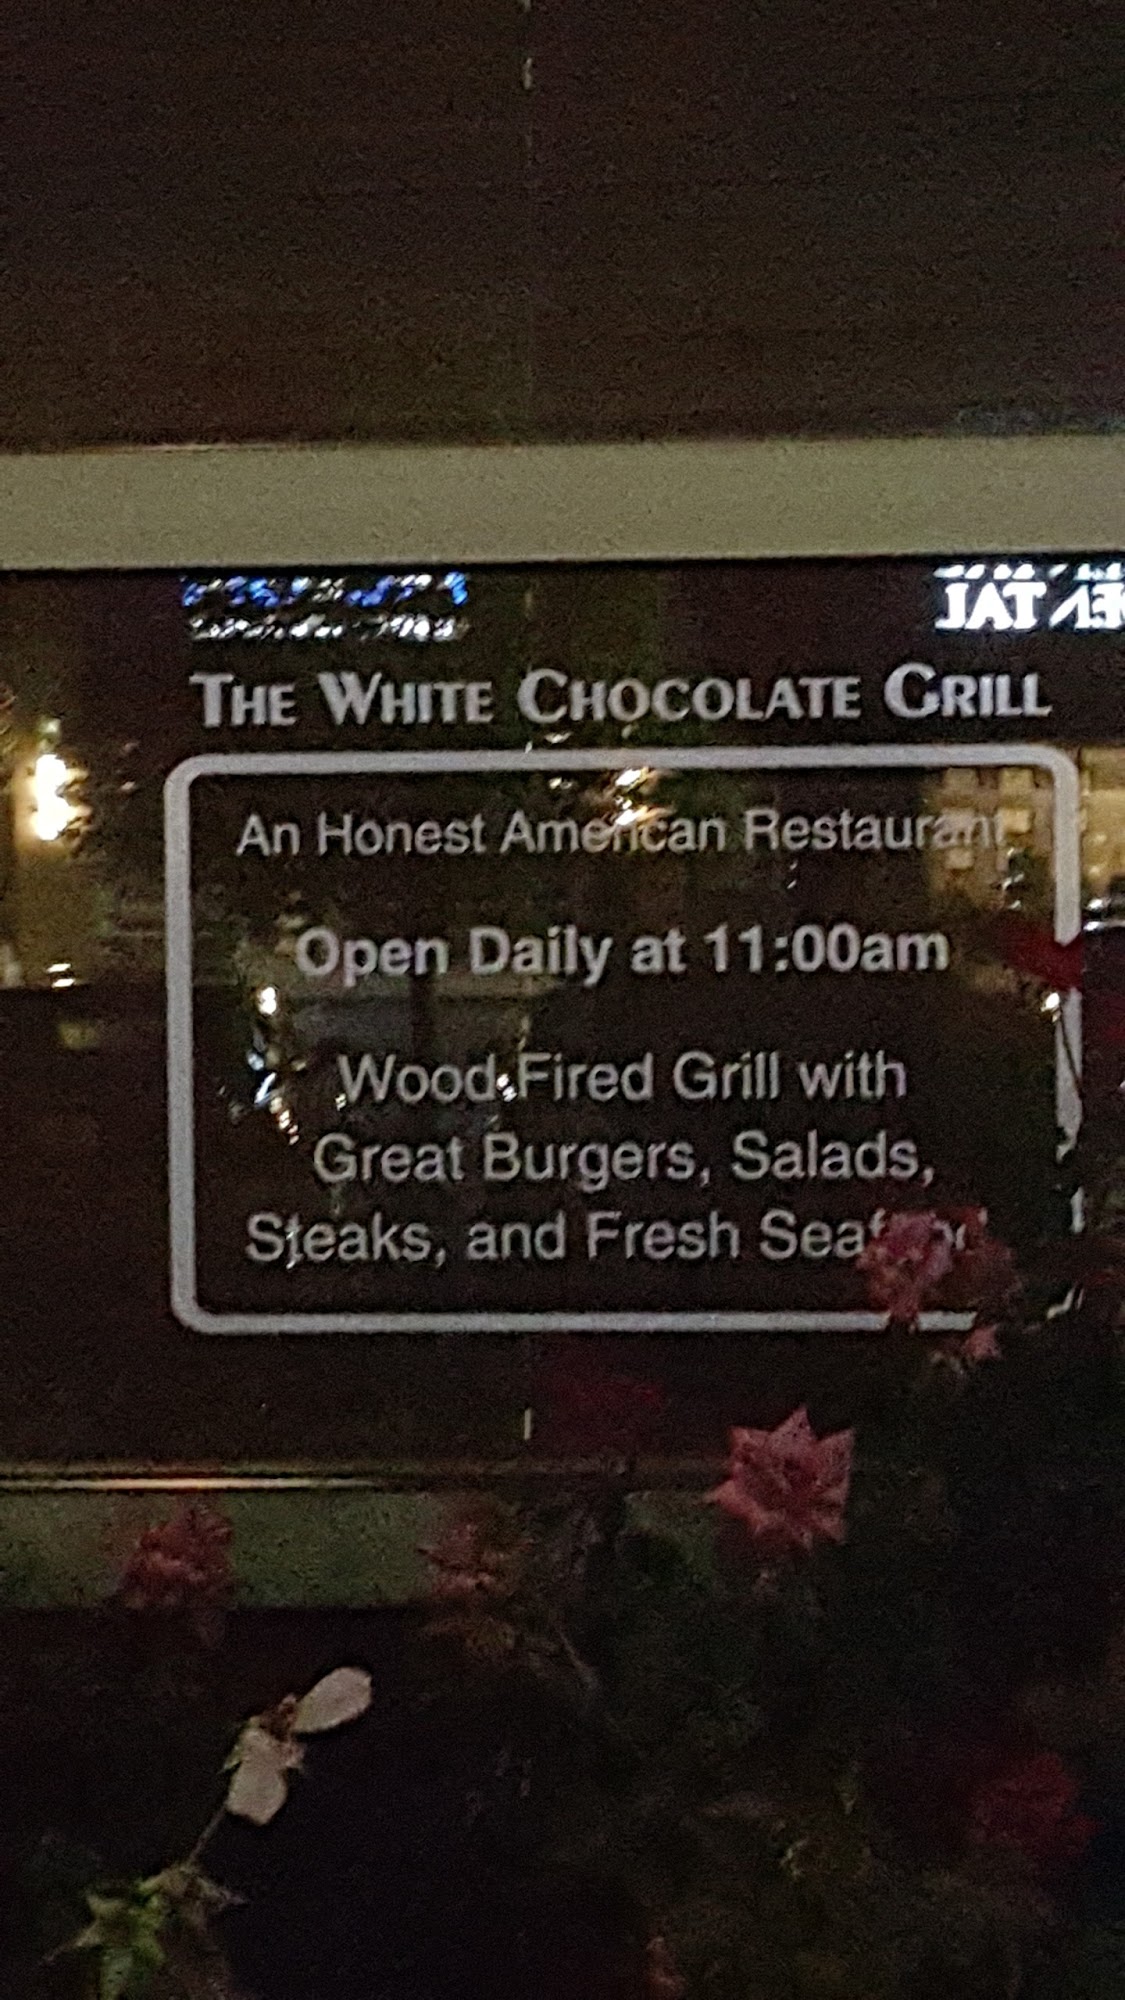 The White Chocolate Grill
An Honest American Restaurant
Open Daily at 11:00am
Wood Fired Grill with
Great Burgers, Salads,
Steaks, and Fresh Seafood